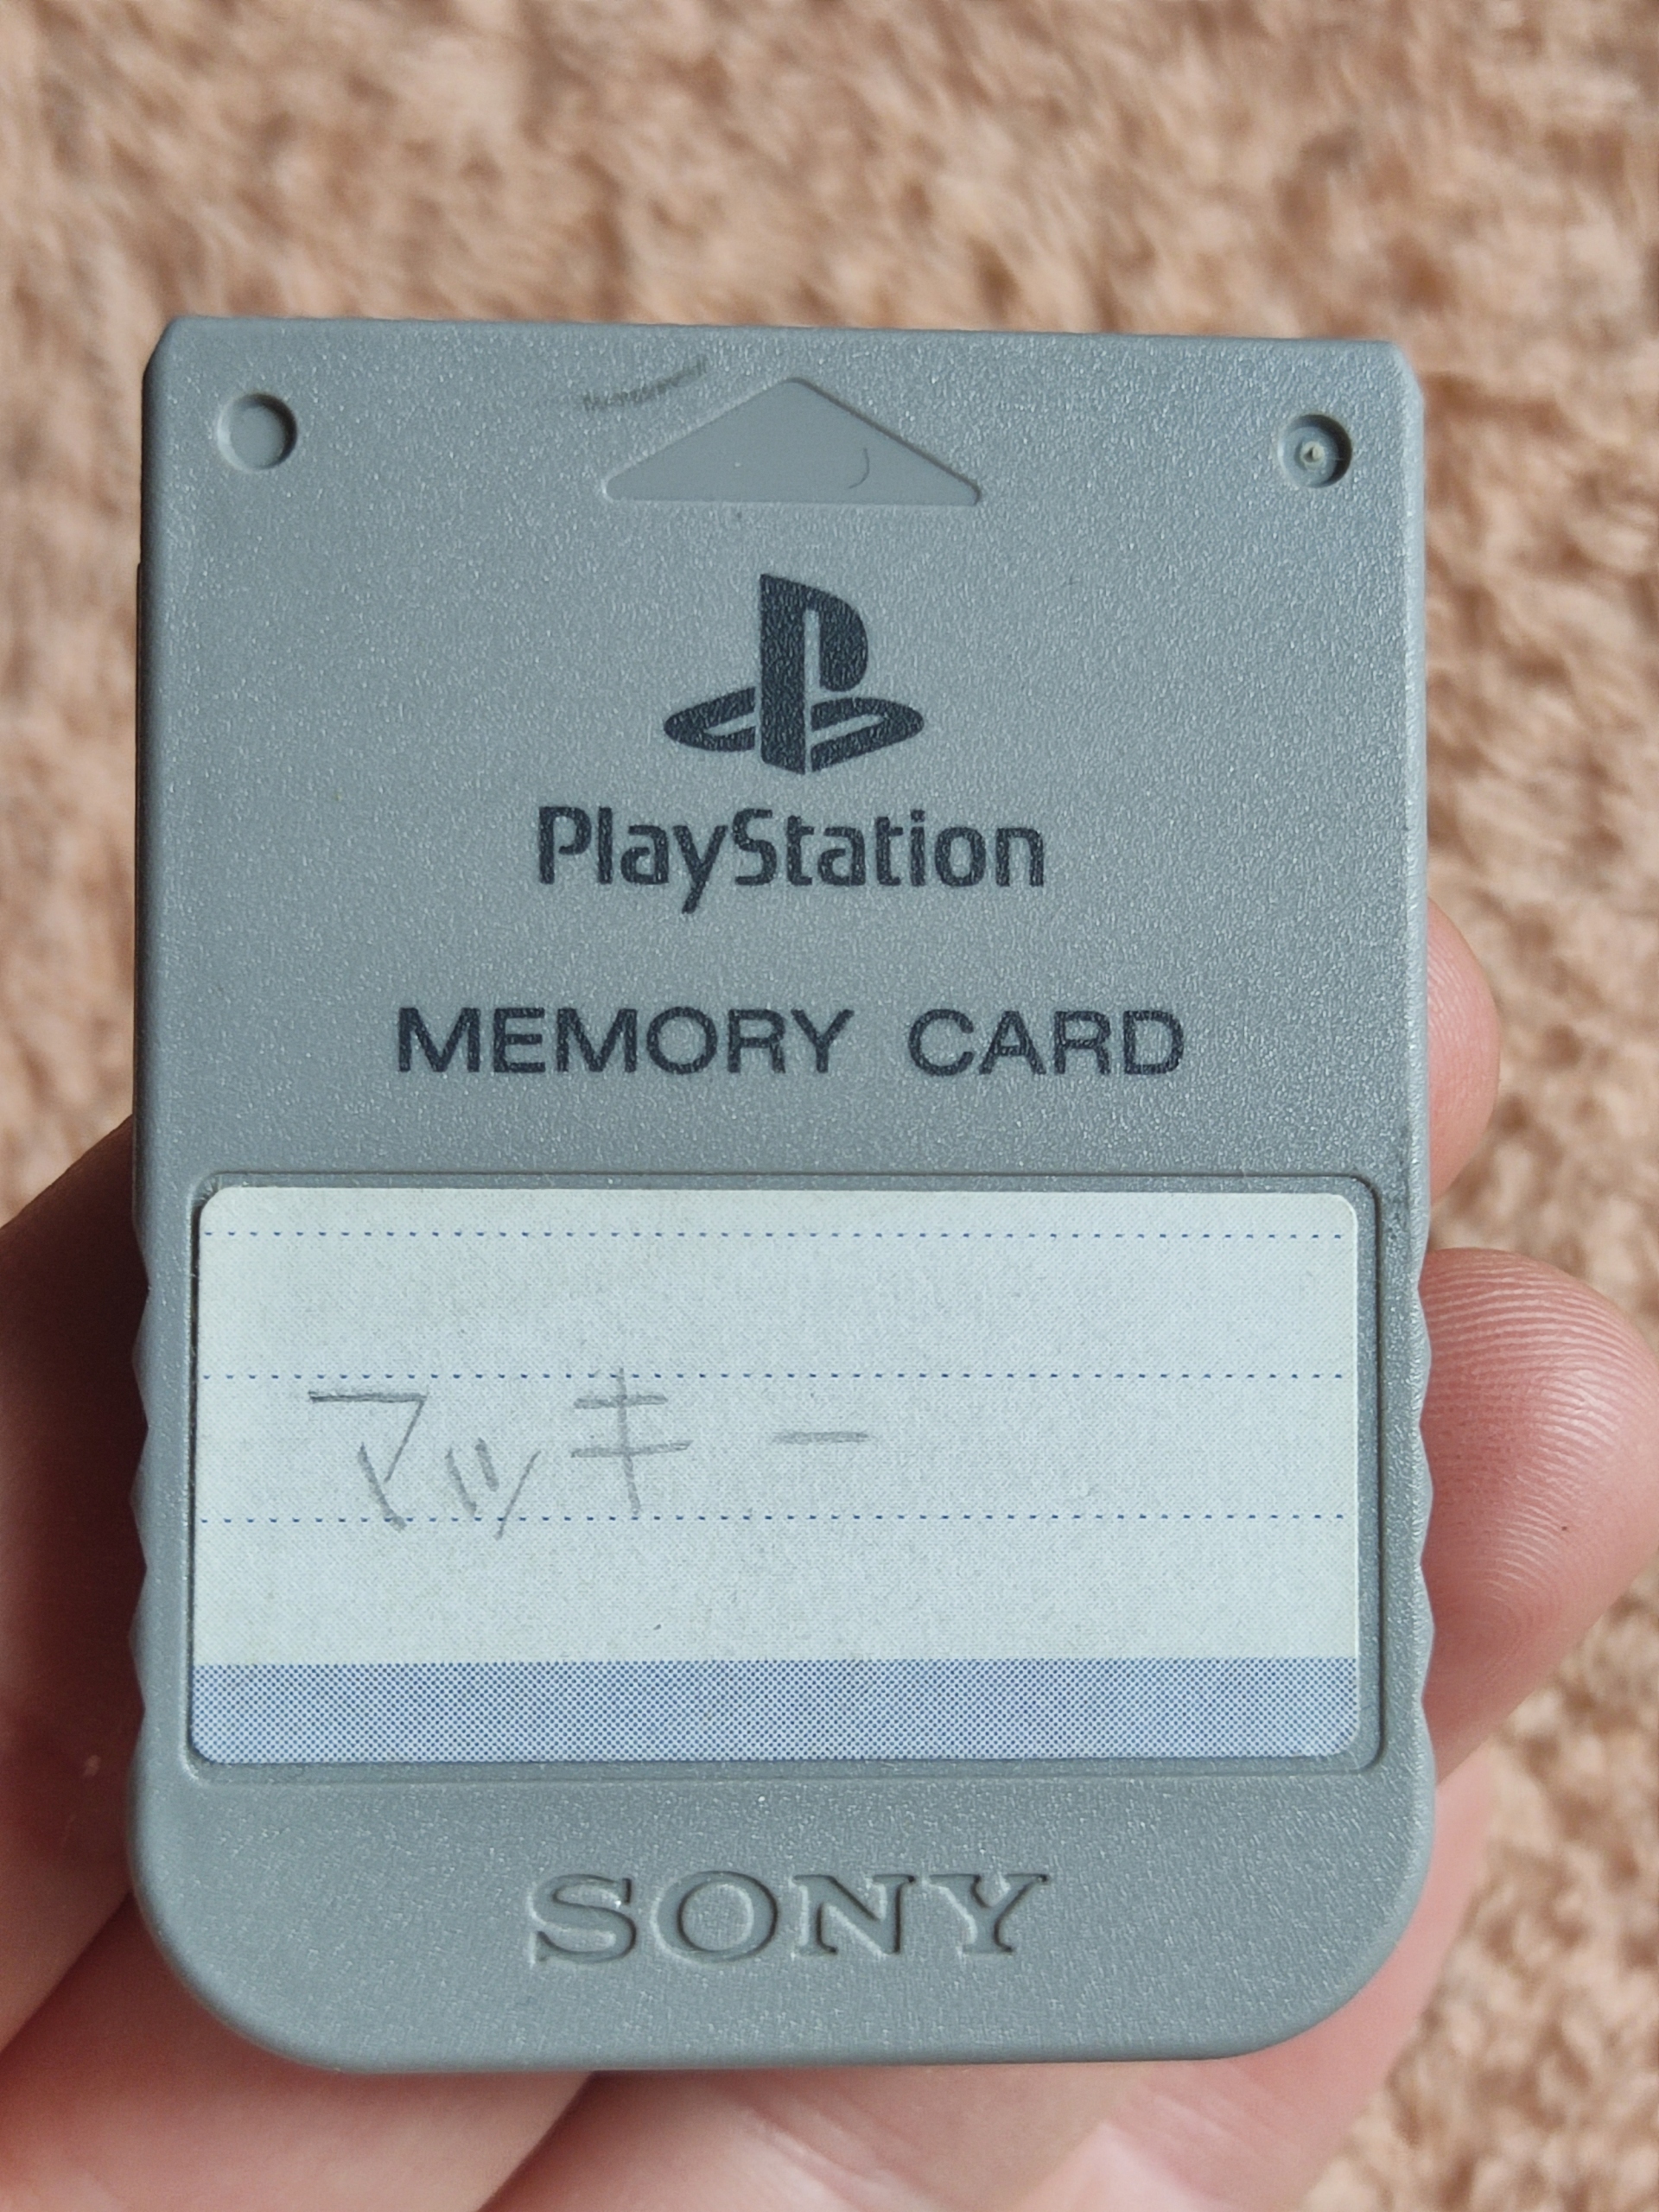 PlayStation
MEMORY CARD
マッキー
SONY